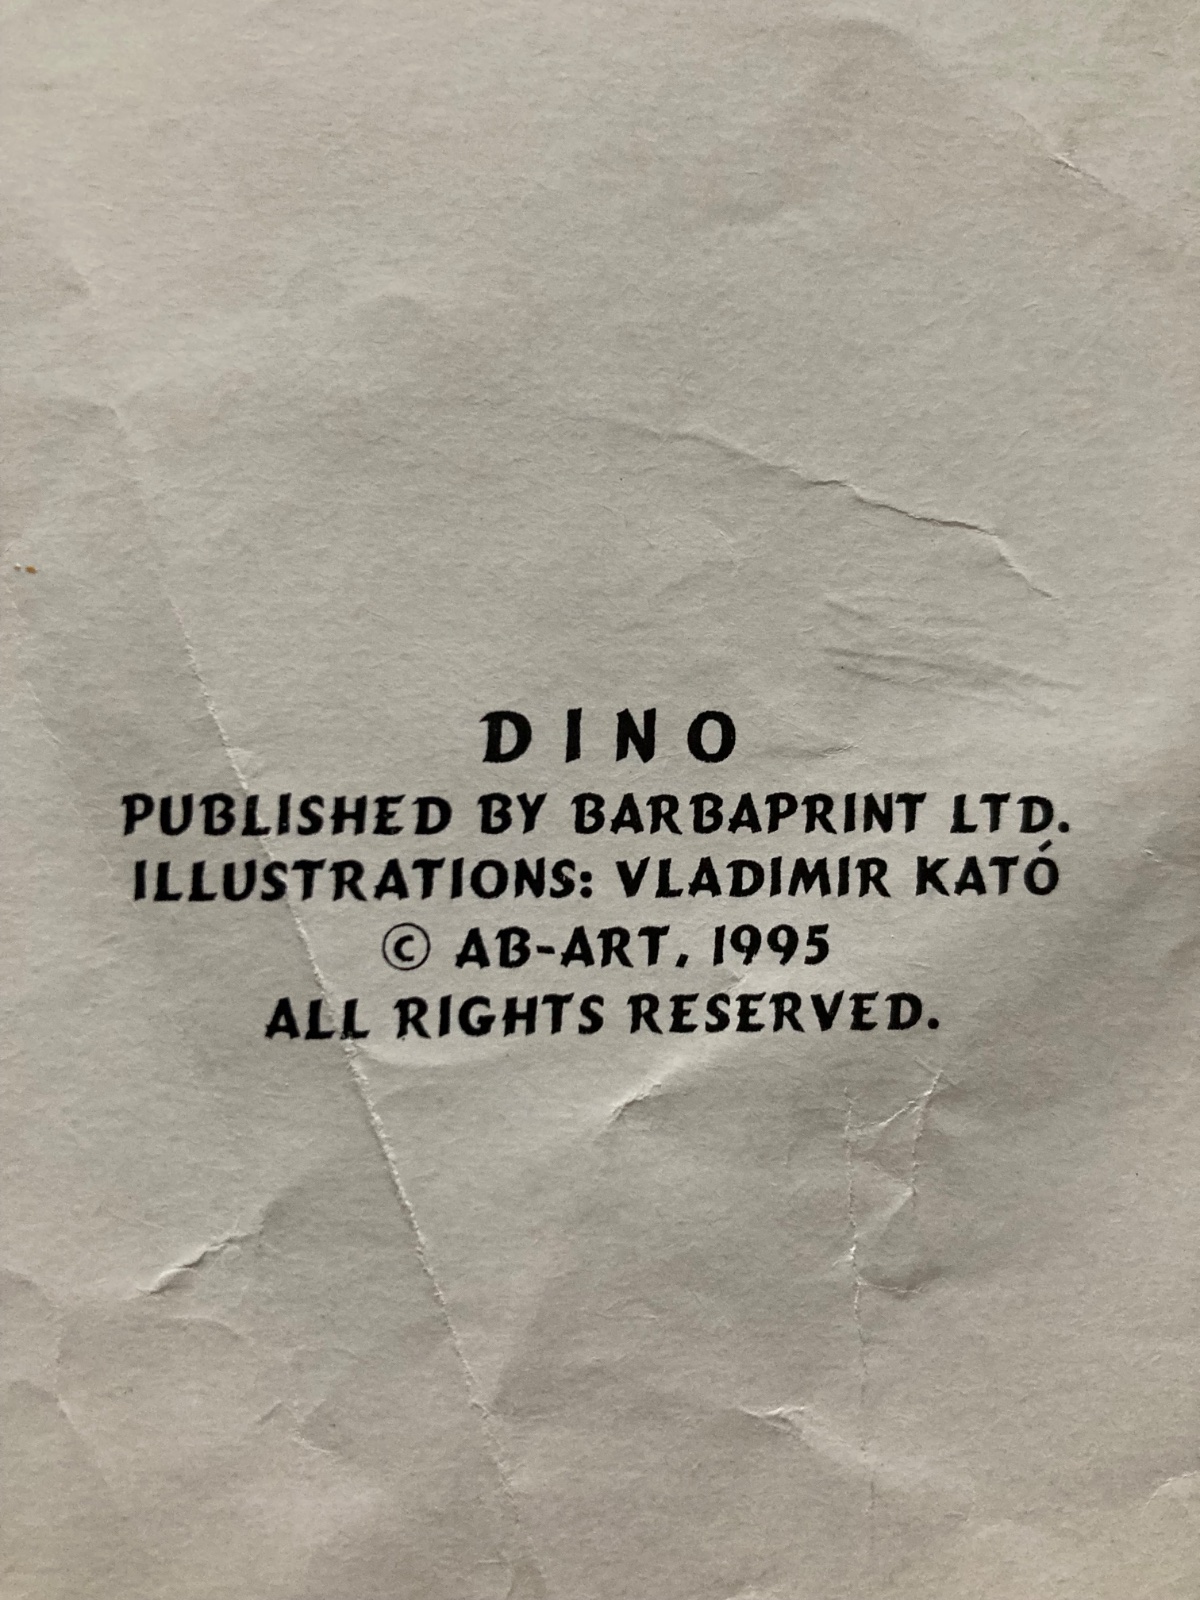 DINO
PUBLISHED BY BARBAPRINT LTD.
ILLUSTRATIONS: VLADIMIR KATÓ
© AB-ART, 1995
ALL RIGHTS RESERVED.